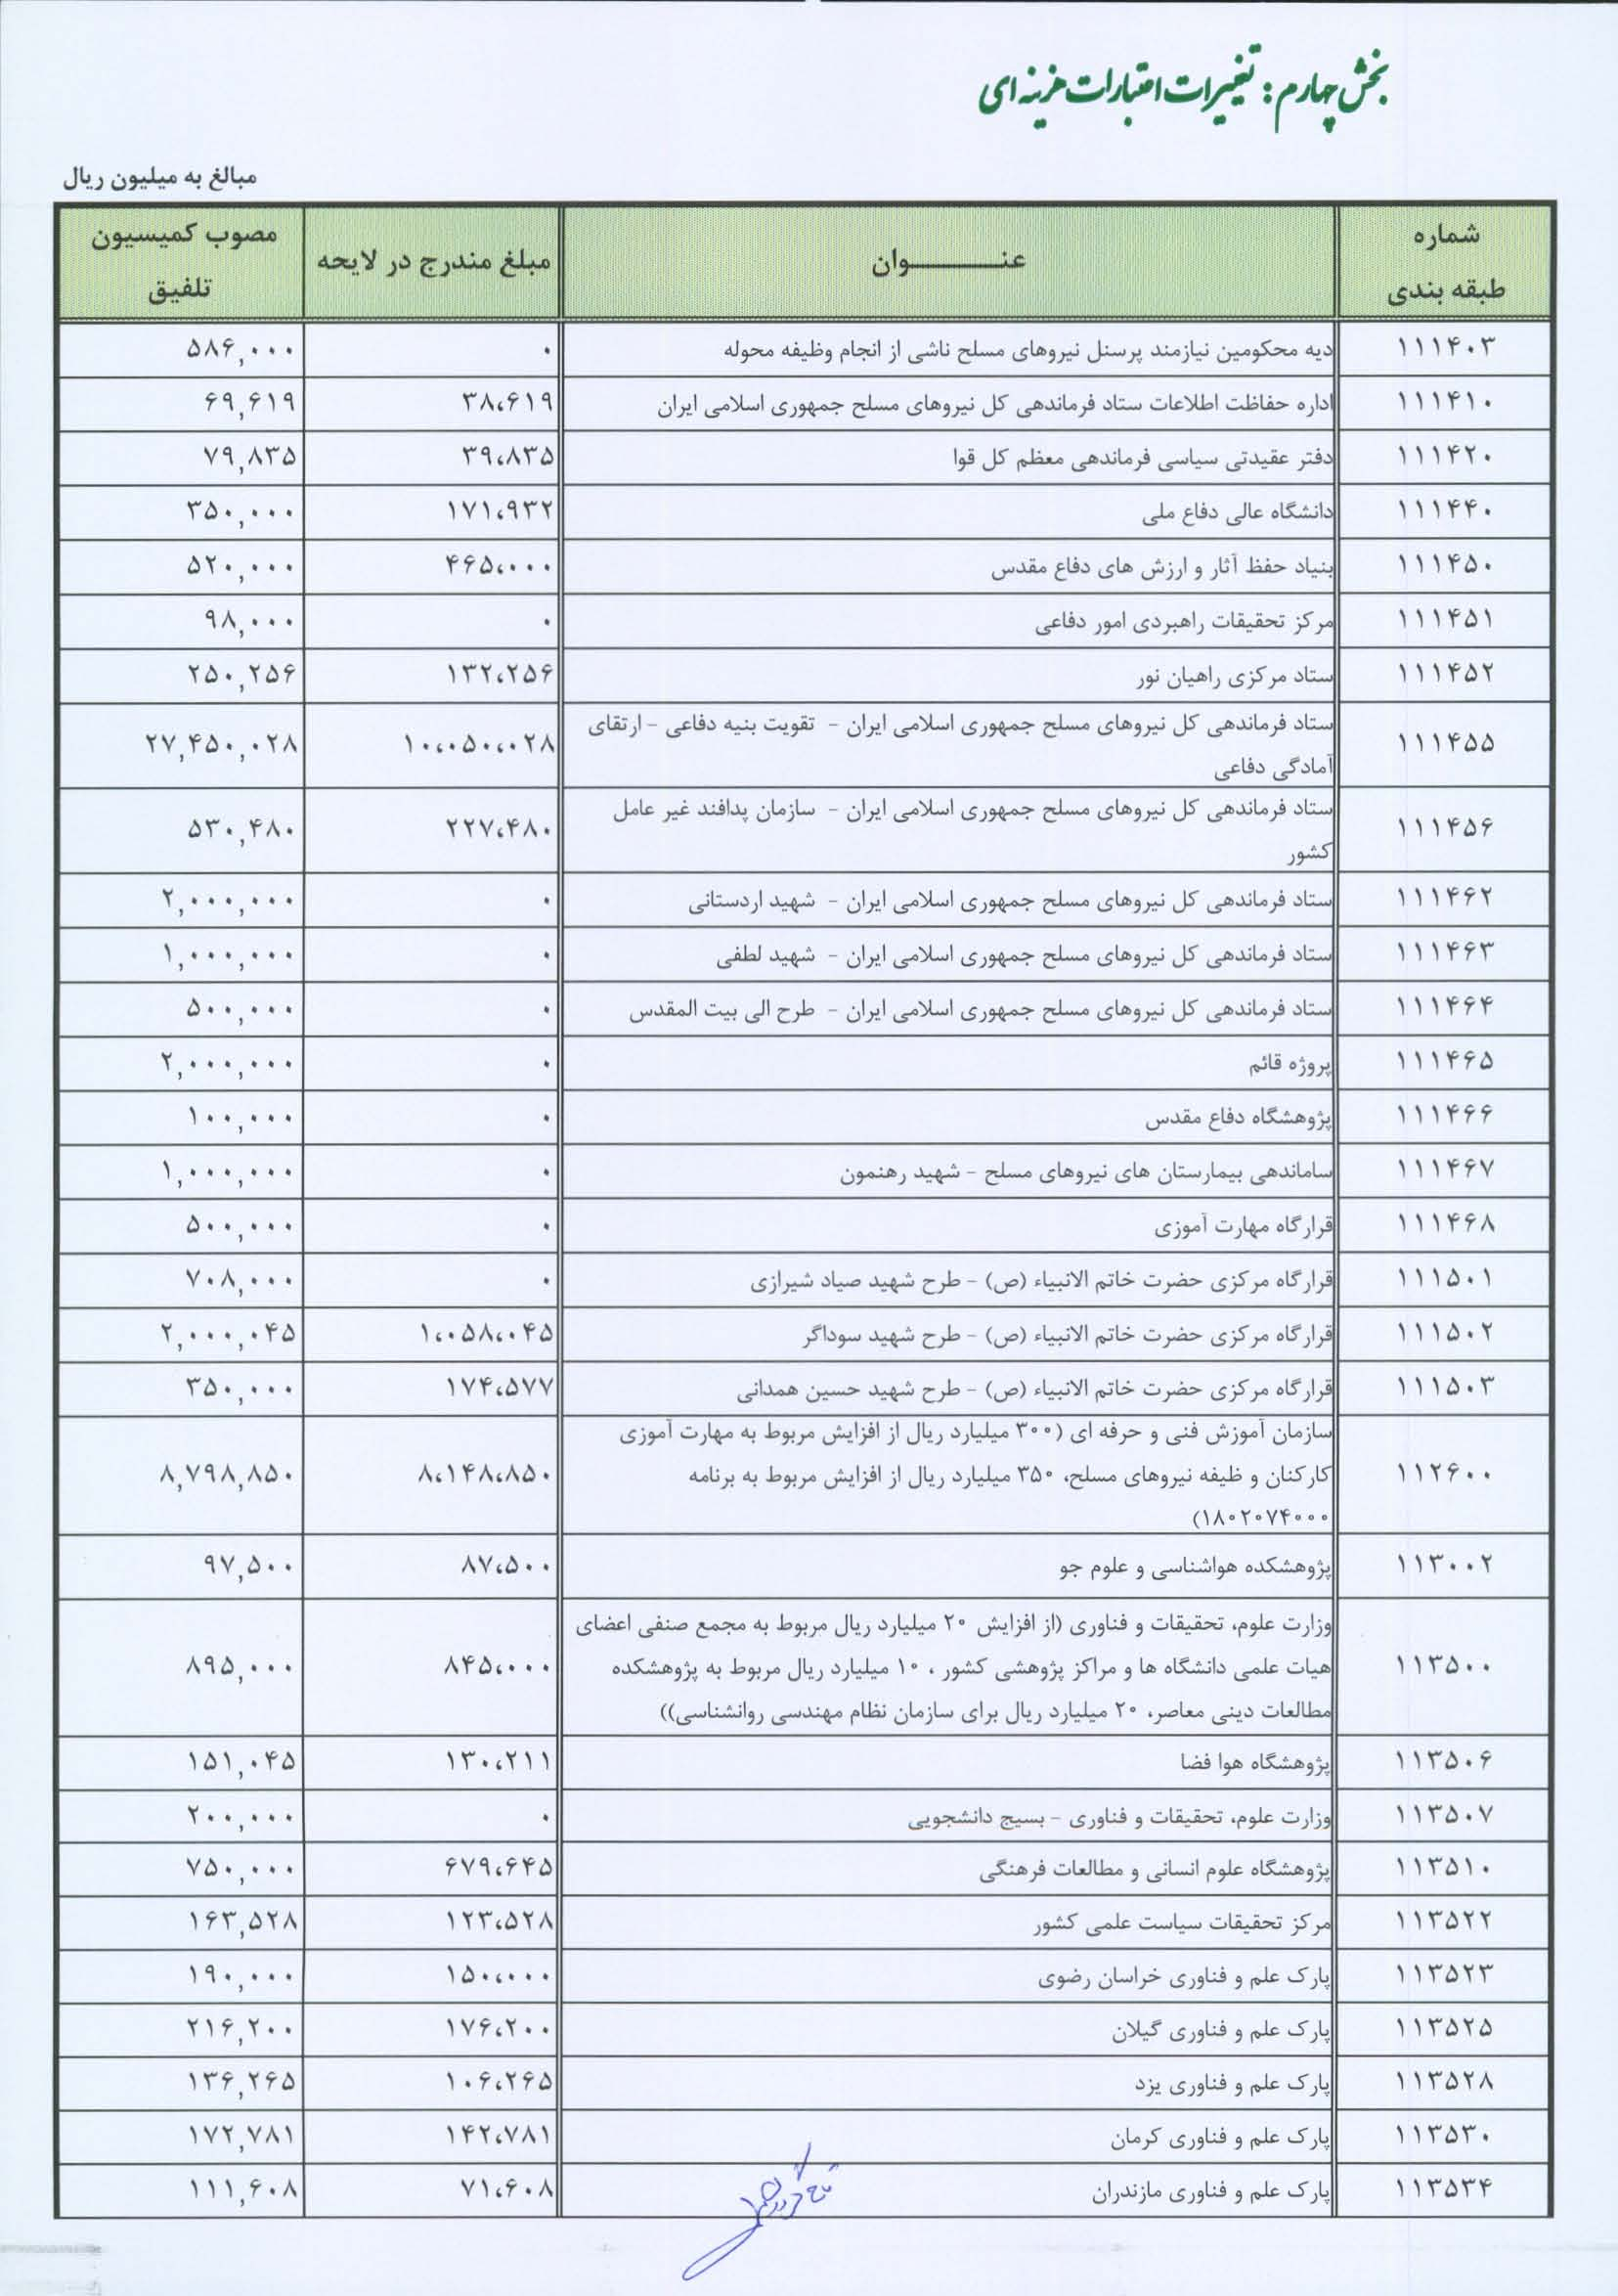 بخش چهارم: تغییرات اعتبارات هزینه ای
مبالغ به میلیون ریال
شماره طبقه بندی | عنـــــــــوان | مبلغ مندرج در لایحه | مصوب کمیسیون تلفیق
۱۱۱۴۰۳ | دیه محکومین نیازمند پرسنل نیروهای مسلح ناشی از انجام وظیفه محوله | ۰ | ۵۸۶,۰۰۰
۱۱۱۴۱۰ | اداره حفاظت اطلاعات ستاد فرماندهی کل نیروهای مسلح جمهوری اسلامی ایران | ۳۸،۶۱۹ | ۶۹,۶۱۹
۱۱۱۴۲۰ | دفتر عقیدتی سیاسی فرماندهی معظم کل قوا | ۳۹،۸۳۵ | ۷۹,۸۳۵
۱۱۱۴۴۰ | دانشگاه عالی دفاع ملی | ۱۷۱،۹۳۲ | ۳۵۰,۰۰۰
۱۱۱۴۵۰ | بنیاد حفظ آثار و ارزش های دفاع مقدس | ۴۶۵،۰۰۰ | ۵۲۰,۰۰۰
۱۱۱۴۵۱ | مرکز تحقیقات راهبردی امور دفاعی | ۰ | ۹۸,۰۰۰
۱۱۱۴۵۲ | ستاد مرکزی راهیان نور | ۱۳۲،۲۵۶ | ۲۵۰,۲۵۶
۱۱۱۴۵۵ | ستاد فرماندهی کل نیروهای مسلح جمهوری اسلامی ایران - تقویت بنیه دفاعی - ارتقای
آمادگی دفاعی | ۱۰،۰۵۰،۰۲۸ | ۲۷,۴۵۰,۰۲۸
۱۱۱۴۵۶ | ستاد فرماندهی کل نیروهای مسلح جمهوری اسلامی ایران - سازمان پدافند غیر عامل
کشور | ۲۲۷،۴۸۰ | ۵۳۰,۴۸۰
۱۱۱۴۶۲ | ستاد فرماندهی کل نیروهای مسلح جمهوری اسلامی ایران - شهید اردستانی | ۰ | ۲,۰۰۰,۰۰۰
۱۱۱۴۶۳ | ستاد فرماندهی کل نیروهای مسلح جمهوری اسلامی ایران - شهید لطفی | ۰ | ۱,۰۰۰,۰۰۰
۱۱۱۴۶۴ | ستاد فرماندهی کل نیروهای مسلح جمهوری اسلامی ایران - طرح الی بیت المقدس | ۰ | ۵۰۰,۰۰۰
۱۱۱۴۶۵ | پروژه قائم | ۰ | ۲,۰۰۰,۰۰۰
۱۱۱۴۶۶ | پژوهشگاه دفاع مقدس | ۰ | ۱۰۰,۰۰۰
۱۱۱۴۶۷ | ساماندهی بیمارستان های نیروهای مسلح - شهید رهنمون | ۰ | ۱,۰۰۰,۰۰۰
۱۱۱۴۶۸ | قرارگاه مهارت آموزی | ۰ | ۵۰۰,۰۰۰
۱۱۱۵۰۱ | قرارگاه مرکزی حضرت خاتم الانبیاء (ص) - طرح شهید صیاد شیرازی | ۰ | ۷۰۸,۰۰۰
۱۱۱۵۰۲ | قرارگاه مرکزی حضرت خاتم الانبیاء (ص) - طرح شهید سوداگر | ۱،۰۵۸،۰۴۵ | ۲,۰۰۰,۰۴۵
۱۱۱۵۰۳ | قرارگاه مرکزی حضرت خاتم الانبیاء (ص) - طرح شهید حسین همدانی | ۱۷۴،۵۷۷ | ۳۵۰,۰۰۰
۱۱۲۶۰۰ | سازمان آموزش فنی و حرفه ای (۳۰۰ میلیارد ریال از افزایش مربوط به مهارت آموزی
کارکنان و ظیفه نیروهای مسلح، ۳۵۰ میلیارد ریال از افزایش مربوط به برنامه
۱۸۰۲۰۷۴۰۰۰) | ۸،۱۴۸،۸۵۰ | ۸,۷۹۸,۸۵۰
۱۱۳۰۰۲ | پژوهشکده هواشناسی و علوم جو | ۸۷،۵۰۰ | ۹۷,۵۰۰
۱۱۳۵۰۰ | وزارت علوم، تحقیقات و فناوری (از افزایش ۲۰ میلیارد ریال مربوط به مجمع صنفی اعضای
هیات علمی دانشگاه ها و مراکز پژوهشی کشور ، ۱۰ میلیارد ریال مربوط به پژوهشکده
مطالعات دینی معاصر، ۲۰ میلیارد ریال برای سازمان نظام مهندسی روانشناسی)) | ۸۴۵،۰۰۰ | ۸۹۵,۰۰۰
۱۱۳۵۰۶ | پژوهشگاه هوا فضا | ۱۳۰،۲۱۱ | ۱۵۱,۰۴۵
۱۱۳۵۰۷ | وزارت علوم، تحقیقات و فناوری - بسیج دانشجویی | ۰ | ۲۰۰,۰۰۰
۱۱۳۵۱۰ | پژوهشگاه علوم انسانی و مطالعات فرهنگی | ۶۷۹،۶۴۵ | ۷۵۰,۰۰۰
۱۱۳۵۲۲ | مرکز تحقیقات سیاست علمی کشور | ۱۲۳،۵۲۸ | ۱۶۳,۵۲۸
۱۱۳۵۲۳ | پارک علم و فناوری خراسان رضوی | ۱۵۰،۰۰۰ | ۱۹۰,۰۰۰
۱۱۳۵۲۵ | پارک علم و فناوری گیلان | ۱۷۶،۲۰۰ | ۲۱۶,۲۰۰
۱۱۳۵۲۸ | پارک علم و فناوری یزد | ۱۰۶،۲۶۵ | ۱۳۶,۲۶۵
۱۱۳۵۳۰ | پارک علم و فناوری کرمان | ۱۴۲،۷۸۱ | ۱۷۲,۷۸۱
۱۱۳۵۳۴ | پارک علم و فناوری مازندران | ۷۱،۶۰۸ | ۱۱۱,۶۰۸